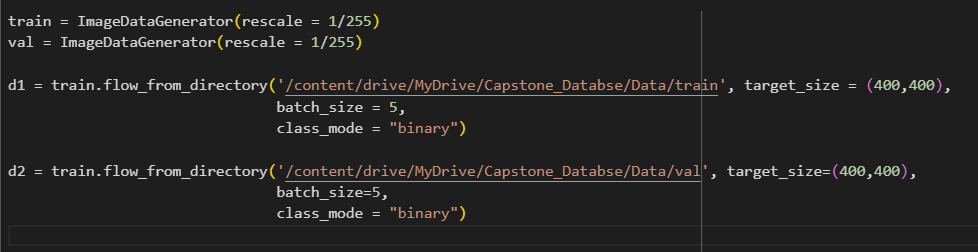 train = ImageDataGenerator(rescale = 1/255)
val = ImageDataGenerator(rescale = 1/255)
d1 = train.flow_from_directory('/content/drive/MyDrive/Capstone_Databse/Data/train', target_size = (400,400),
batch_size = 5,
class_mode = "binary")
d2 = train.flow_from_directory('/content/drive/MyDrive/Capstone_Databse/Data/val', target_size=(400,400),
batch_size=5,
class_mode = "binary")